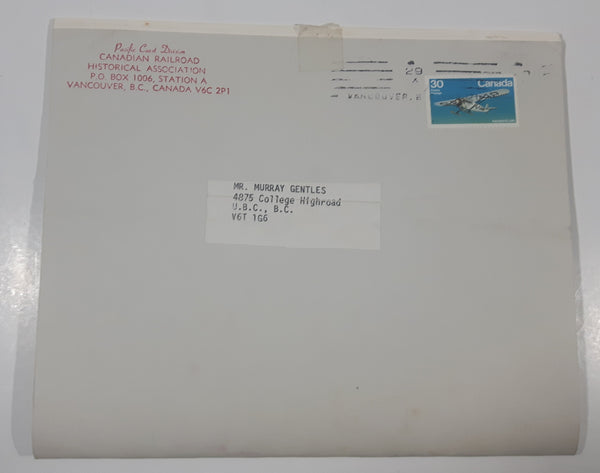 Pacific Coast Division
CANADIAN RAILROAD
HISTORICAL ASSOCIATION
P.O. BOX 1006, STATION A
VANCOUVER, B.C., CANADA V6C 2P1
29
X
VANCOUVER, B
30
Canada
MR. MURRAY GENTLES
4875 College Highroad
U.B.C., B.C.
V6T 1G6